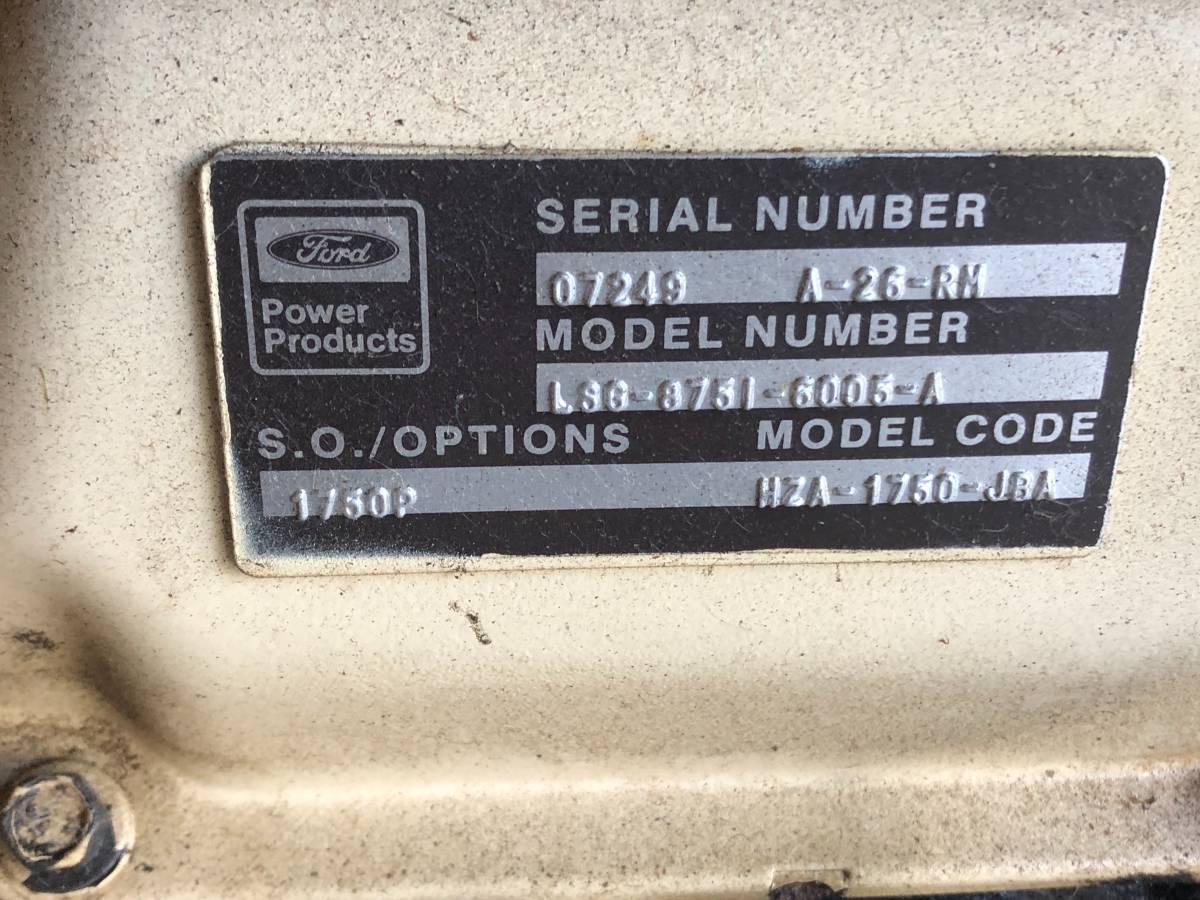 Ford
Power
Products
SERIAL NUMBER
07249 A-26-RM
MODEL NUMBER
LSG-875I-6005-A
S.O./OPTIONS MODEL CODE
1750P HZA-1750-JBA